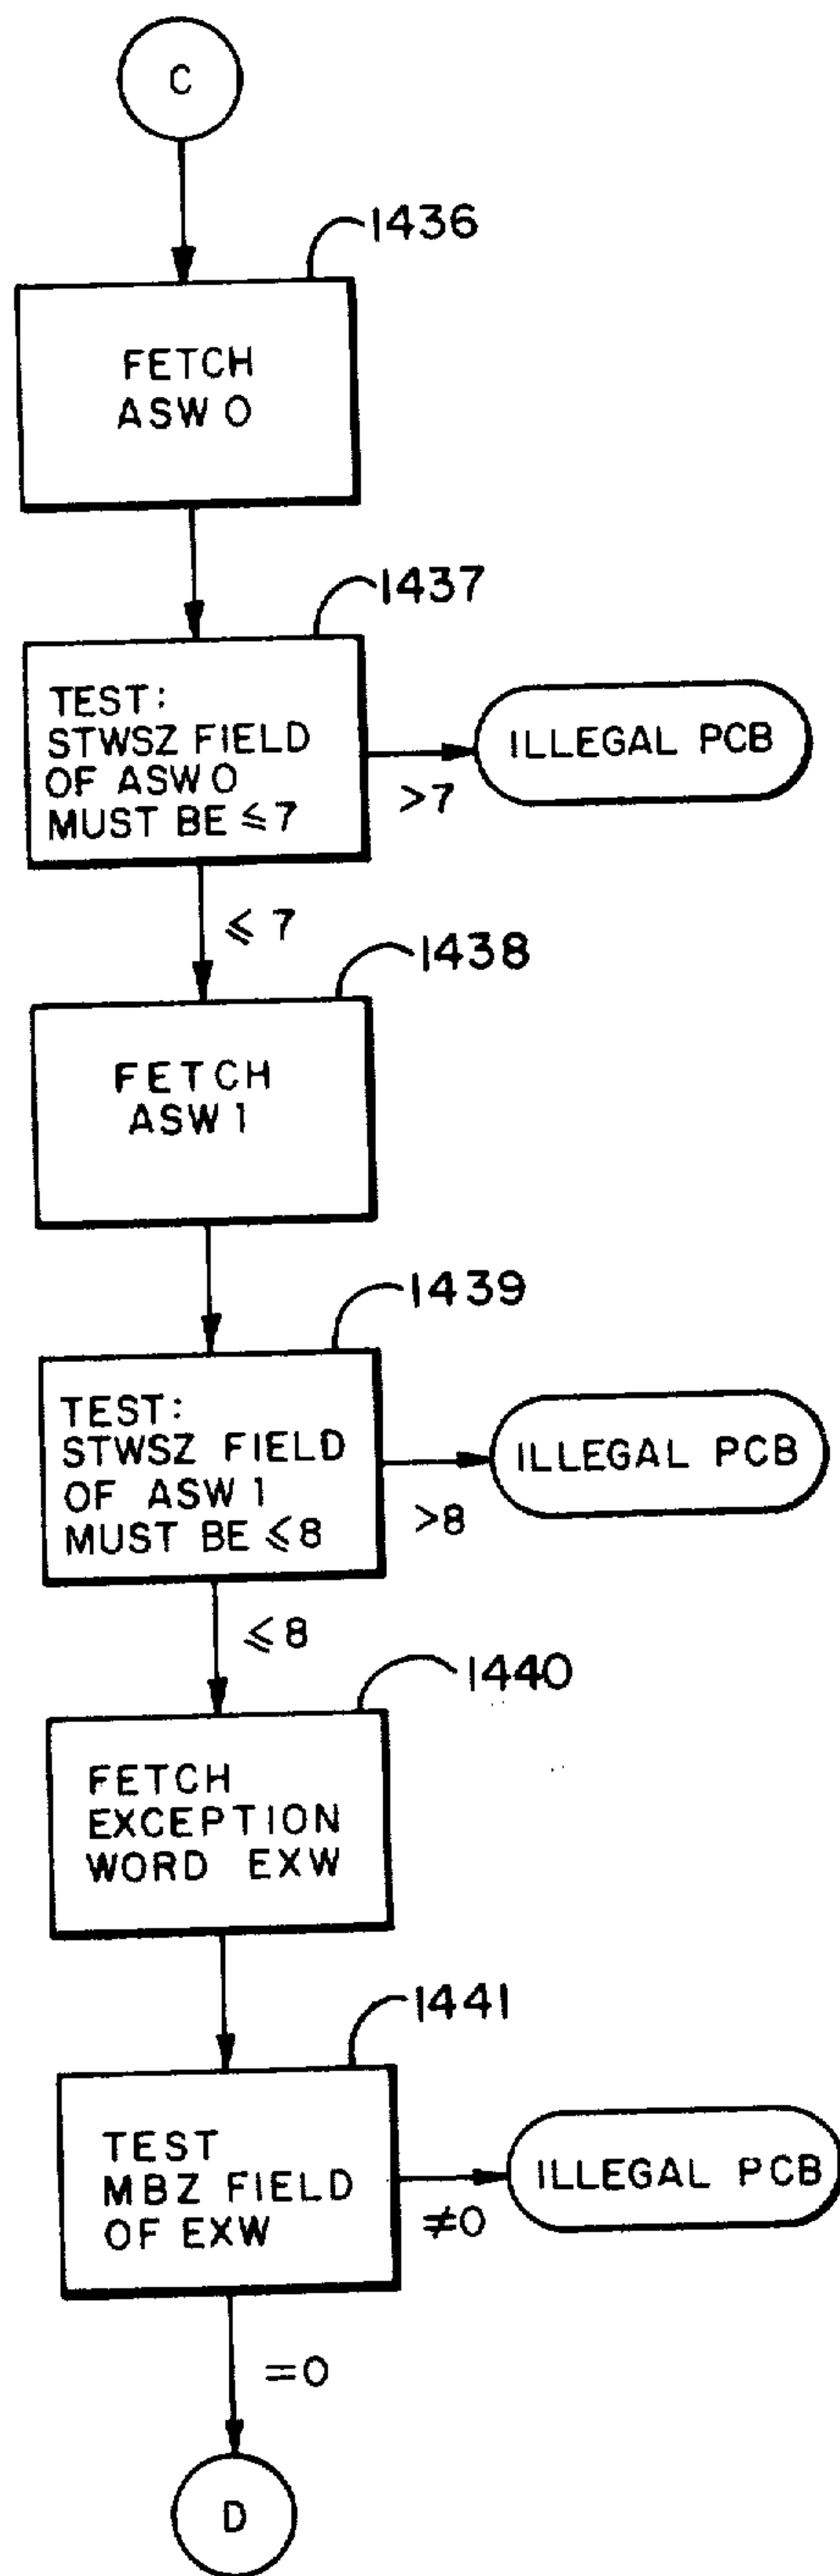 C
1436
FETCH
ASW 0
1437
TEST:
STWSZ FIELD
OF ASW 0
MUST BE ≤ 7
>7
ILLEGAL PCB
≤ 7
1438
FETCH
ASW 1
1439
TEST:
STWSZ FIELD
OF ASW 1
MUST BE ≤ 8
>8
ILLEGAL PCB
≤ 8
1440
FETCH
EXCEPTION
WORD EXW
1441
TEST
MBZ FIELD
OF EXW
≠0
ILLEGAL PCB
=0
D